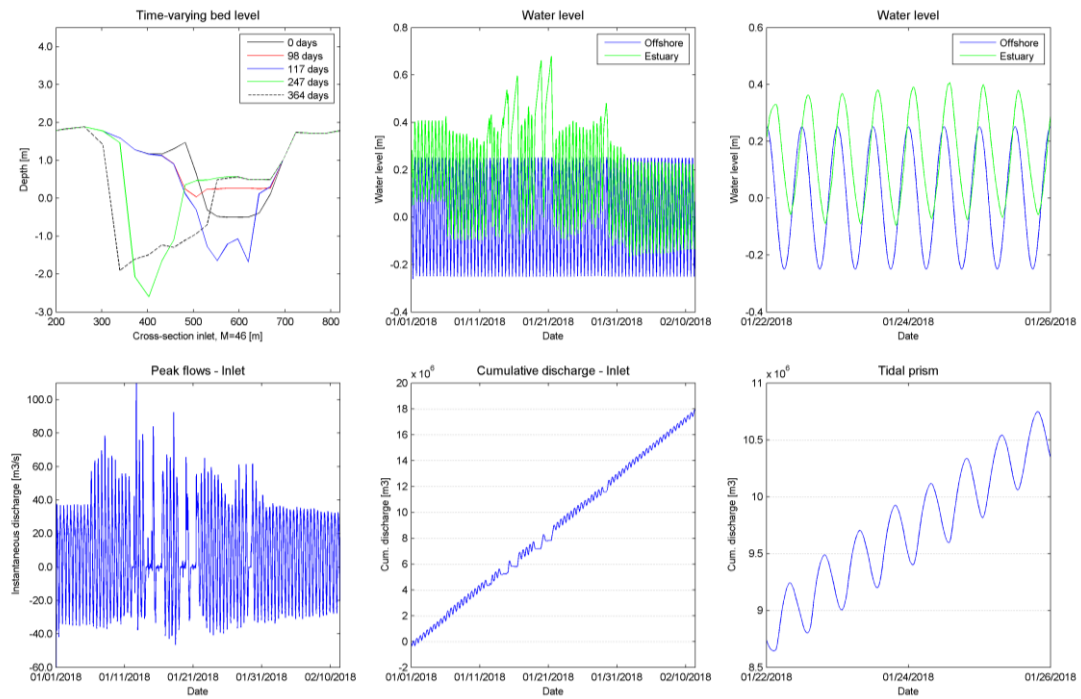 Time-varying bed level
4.0
3.0
2.0
1.0
0.0
-1.0
-2.0
-3.0
Depth [m]
0 days
98 days
117 days
247 days
364 days
200 300 400 500 600 700 800
Cross-section inlet, M=46 [m]
Water level
0.8
0.6
0.4
0.2
0.0
-0.2
-0.4
Water level [m]
Offshore
Estuary
01/01/2018 01/11/2018 01/21/2018 01/31/2018 02/10/2018
Date
Water level
0.6
0.4
0.2
0.0
-0.2
-0.4
Water level [m]
Offshore
Estuary
01/22/2018 01/24/2018 01/26/2018
Date
Peak flows - Inlet
100.0
80.0
60.0
40.0
20.0
0.0
-20.0
-40.0
-60.0
Instantaneous discharge [m3/s]
01/01/2018 01/11/2018 01/21/2018 01/31/2018 02/10/2018
Date
Cumulative discharge - Inlet
x 10⁶
20
18
16
14
12
10
8
6
4
2
0
-2
Cum. discharge [m3]
01/01/2018 01/11/2018 01/21/2018 01/31/2018 02/10/2018
Date
Tidal prism
x 10⁶
11
10.5
10
9.5
9
8.5
Cum. discharge [m3]
01/22/2018 01/24/2018 01/26/2018
Date